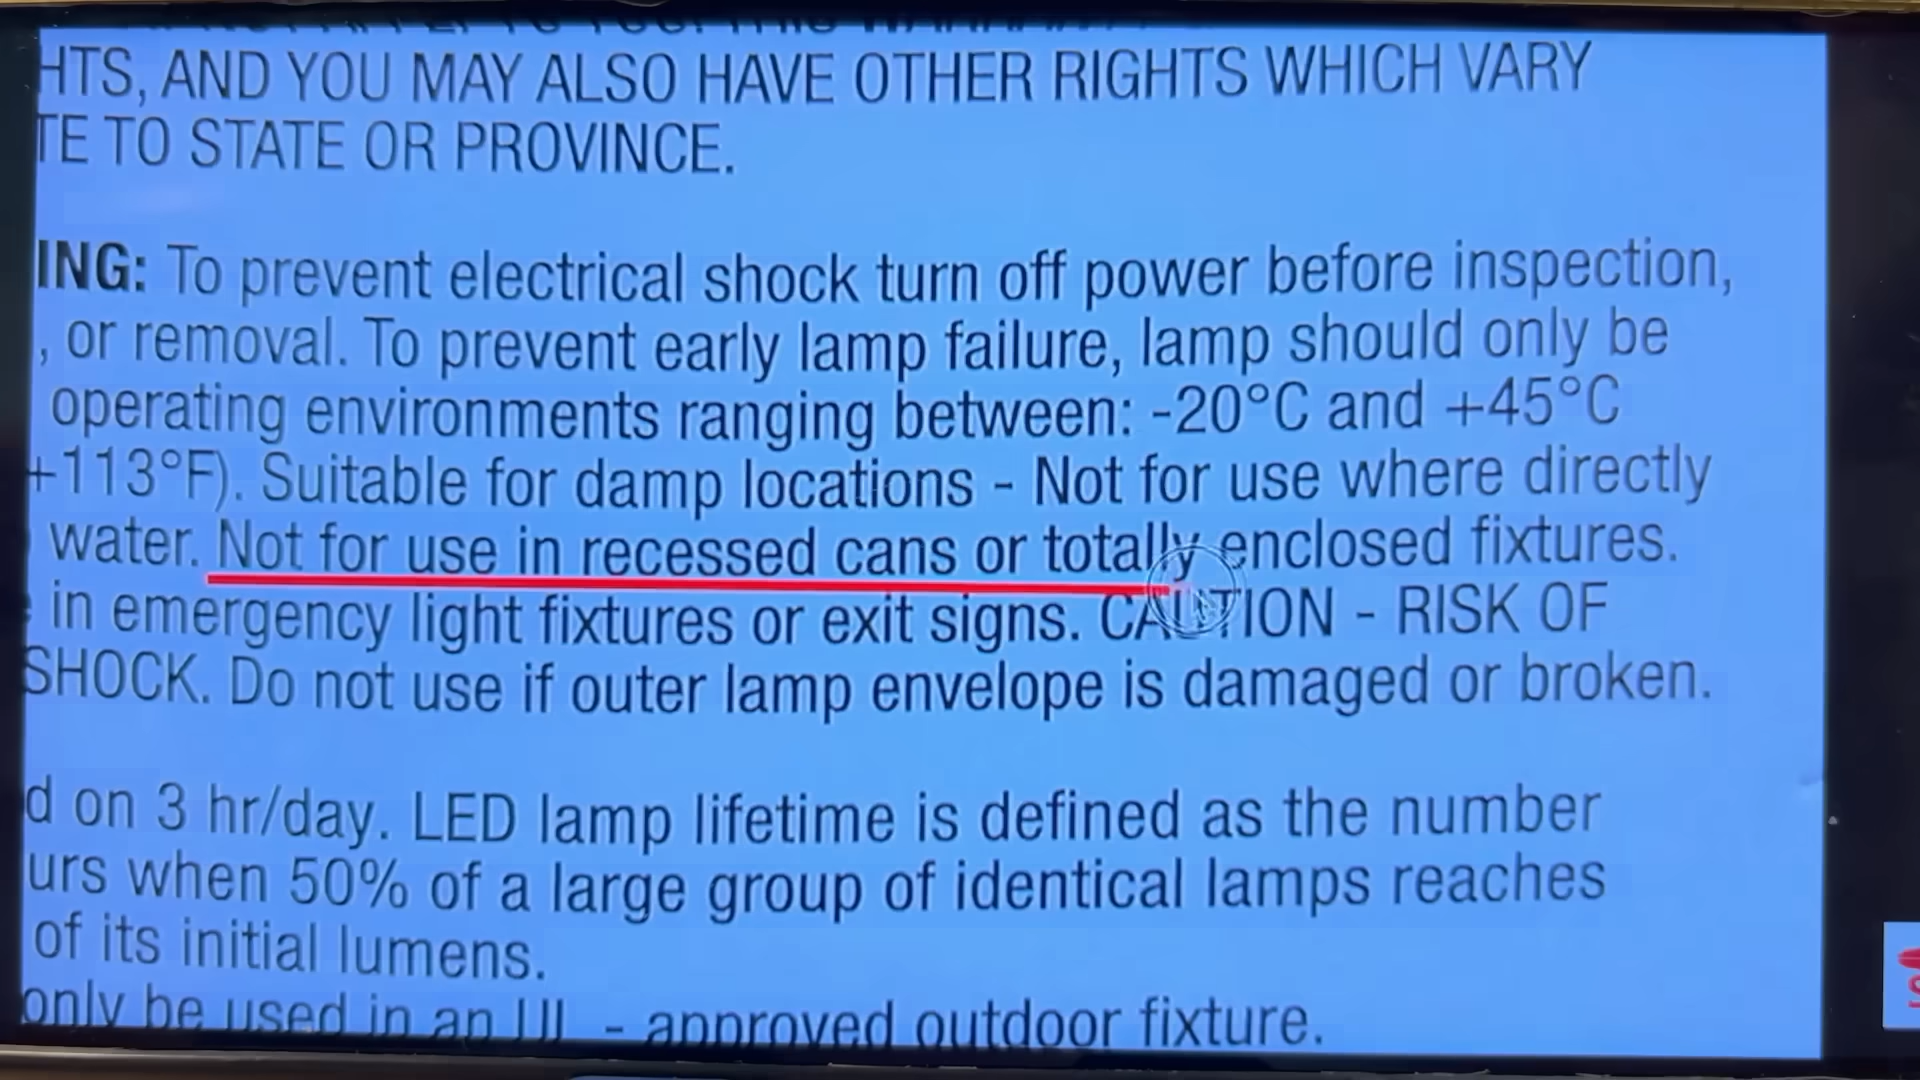 HTS, AND YOU MAY ALSO HAVE OTHER RIGHTS WHICH VARY
TE TO STATE OR PROVINCE.
ING: To prevent electrical shock turn off power before inspection,
, or removal. To prevent early lamp failure, lamp should only be
operating environments ranging between: -20°C and +45°C
+113°F). Suitable for damp locations - Not for use where directly
water. Not for use in recessed cans or totally enclosed fixtures.
in emergency light fixtures or exit signs. CAUTION - RISK OF
SHOCK. Do not use if outer lamp envelope is damaged or broken.
d on 3 hr/day. LED lamp lifetime is defined as the number
urs when 50% of a large group of identical lamps reaches
of its initial lumens.
only be used in an UL - approved outdoor fixture.